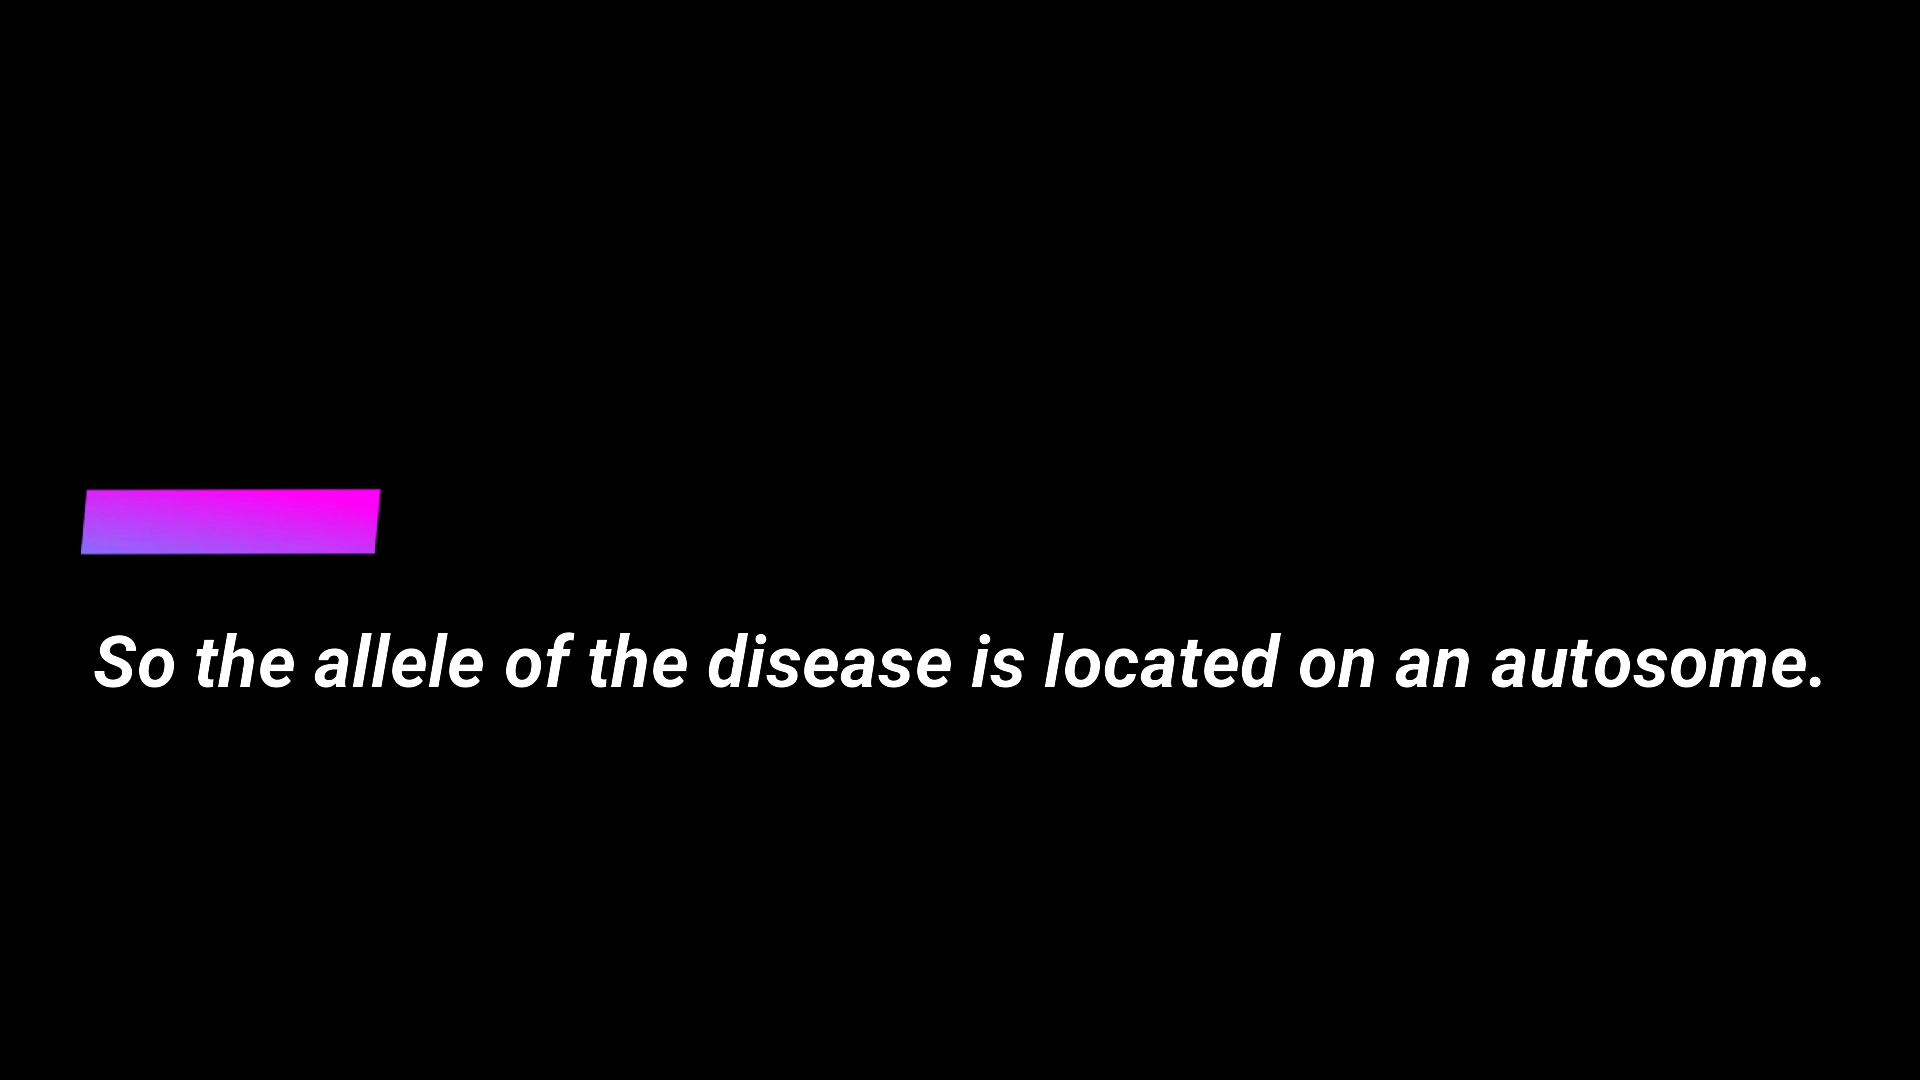 So the allele of the disease is located on an autosome.